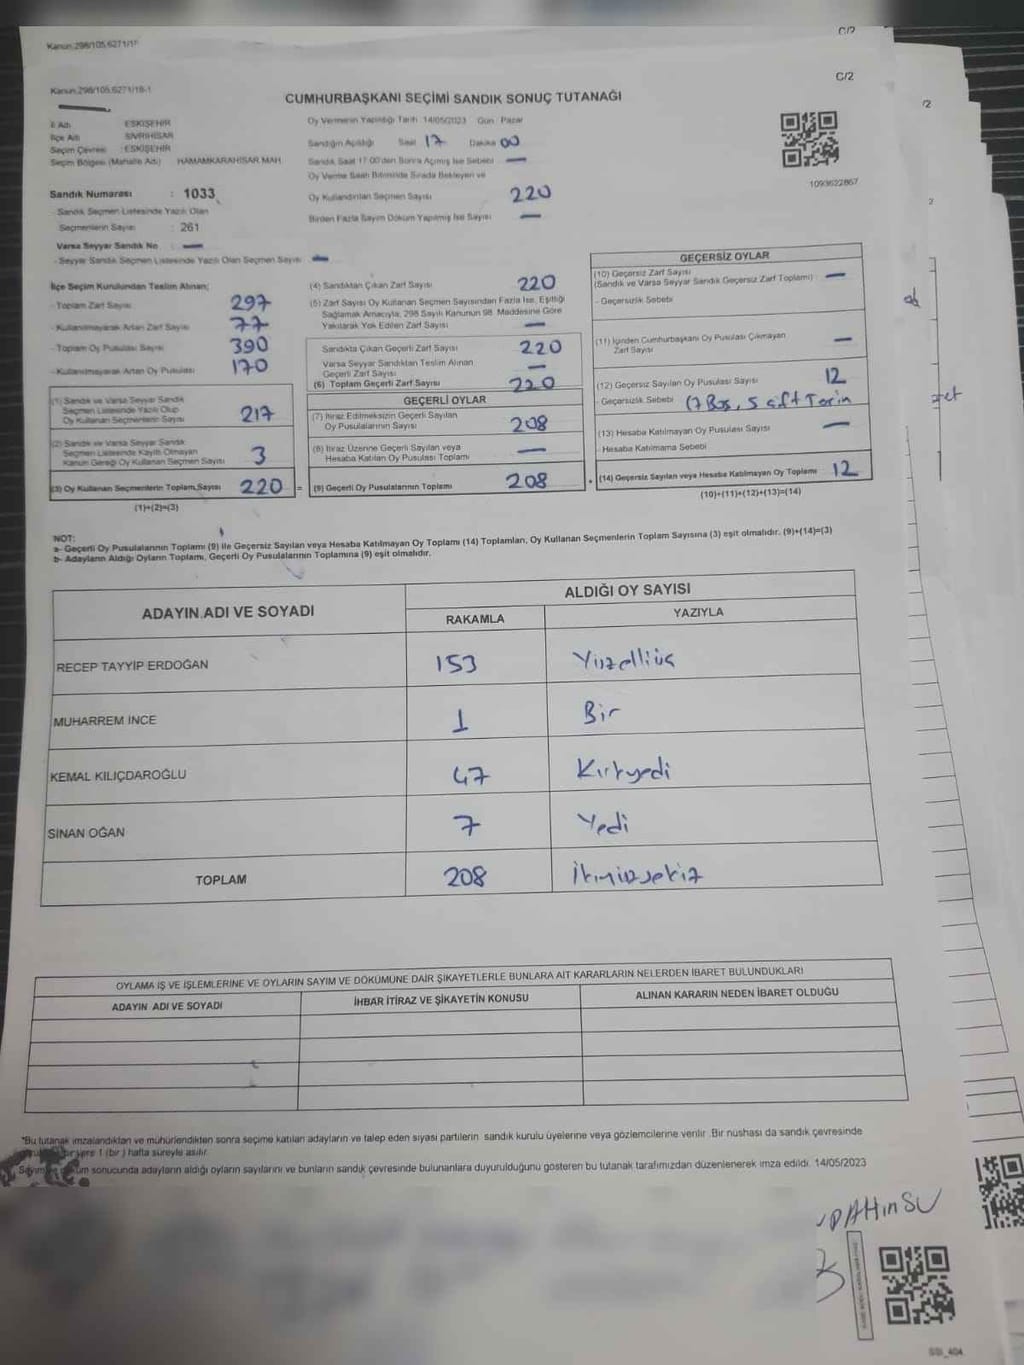 Kanun.298/105.6271/1
C/2
Kanun.298/105.6271/18-1
C/2
CUMHURBAŞKANI SEÇİMİ SANDIK SONUÇ TUTANAĞI
İl Adı ESKİŞEHİR
İlçe Adı SİVRİHİSAR
Seçim Çevresi : ESKİŞEHİR
Seçim Bölgesi (Mahalle Adı) HAMAMKARAHİSAR MAH.
Sandık Numarası : 1033
- Sandık Seçmen Listesinde Yazılı Olan
Seçmenlerin Sayısı : 261
Varsa Seyyar Sandık No —
- Seyyar Sandık Seçmen Listesinde Yazılı Olan Seçmen Sayısı —
Oy Vermenin Yapıldığı Tarih 14/05/2023 Gün Pazar
Sandığın Açıldığı Saat 17 Dakika 00
Sandık Saat 17:00'den Sonra Açılmış İse Sebebi —
Oy Verme Saati Bitiminde Sırada Bekleyen ve
Oy Kullandırılan Seçmen Sayısı 220
Birden Fazla Sayım Döküm Yapılmış İse Sayısı —
1093622867
İlçe Seçim Kurulundan Teslim Alınan;
- Toplam Zarf Sayısı 297
- Kullanılmayarak Artan Zarf Sayısı 77
- Toplam Oy Pusulası Sayısı 390
- Kullanılmayarak Artan Oy Pusulası 170
(1) Sandık ve Varsa Seyyar Sandık
Seçmen Listesinde Yazılı Olup
Oy Kullanan Seçmenlerin Sayısı 217
(2) Sandık ve Varsa Seyyar Sandık
Seçmen Listesinde Kayıtlı Olmayan
Kanun Gereği Oy Kullanan Seçmen Sayısı 3
(3) Oy Kullanan Seçmenlerin Toplam Sayısı 220 =
(1)+(2)=(3)
(4) Sandıktan Çıkan Zarf Sayısı 220
(5) Zarf Sayısı Oy Kullanan Seçmen Sayısından Fazla İse, Eşitliği
Sağlamak Amacıyla, 298 Sayılı Kanunun 98. Maddesine Göre
Yakılarak Yok Edilen Zarf Sayısı —
Sandıkta Çıkan Geçerli Zarf Sayısı 220
Varsa Seyyar Sandıktan Teslim Alınan
Geçerli Zarf Sayısı —
(6) Toplam Geçerli Zarf Sayısı 220
GEÇERLİ OYLAR
(7) İtiraz Edilmeksizin Geçerli Sayılan
Oy Pusulalarının Sayısı 208
(8) İtiraz Üzerine Geçerli Sayılan veya
Hesaba Katılan Oy Pusulası Toplamı —
(9) Geçerli Oy Pusulalarının Toplamı 208 +
GEÇERSİZ OYLAR
(10) Geçersiz Zarf Sayısı
(Sandık ve Varsa Seyyar Sandık Geçersiz Zarf Toplamı) —
- Geçersizlik Sebebi
(11) İçinden Cumhurbaşkanı Oy Pusulası Çıkmayan
Zarf Sayısı —
(12) Geçersiz Sayılan Oy Pusulası Sayısı 12
- Geçersizlik Sebebi (7 Boş, 5 çift
(13) Hesaba Katılmayan Oy Pusulası Sayısı —
- Hesaba Katılmama Sebebi
(14) Geçersiz Sayılan veya Hesaba Katılmayan Oy Toplamı 12
(10)+(11)+(12)+(13)=(14)
NOT:
a- Geçerli Oy Pusulalarının Toplamı (9) ile Geçersiz Sayılan veya Hesaba Katılmayan Oy Toplamı (14) Toplamları, Oy Kullanan Seçmenlerin Toplam Sayısına (3) eşit olmalıdır. (9)+(14)=(3)
b- Adayların Aldığı Oyların Toplamı, Geçerli Oy Pusulalarının Toplamına (9) eşit olmalıdır.
ADAYIN ADI VE SOYADI
ALDIĞI OY SAYISI
RAKAMLA YAZIYLA
RECEP TAYYİP ERDOĞAN 153 Yüzelliüç
MUHARREM İNCE 1 Bir
KEMAL KILIÇDAROĞLU 47 Kırkyedi
SİNAN OĞAN 7 Yedi
TOPLAM 208 İkiyüzsekiz
OYLAMA İŞ VE İŞLEMLERİNE VE OYLARIN SAYIM VE DÖKÜMÜNE DAİR ŞİKAYETLERLE BUNLARA AİT KARARLARIN NELERDEN İBARET BULUNDUKLARI
ADAYIN ADI VE SOYADI İHBAR İTİRAZ VE ŞİKAYETİN KONUSU ALINAN KARARIN NEDEN İBARET OLDUĞU
*Bu tutanak imzalandıktan ve mühürlendikten sonra seçime katılan adayların ve talep eden siyasi partilerin sandık kurulu üyelerine veya gözlemcilerine verilir. Bir nüshası da sandık çevresinde
bir yere 1 (bir) hafta süreyle asılır.
Sayım ve döküm sonucunda adayların aldığı oyların sayılarını ve bunların sandık çevresinde bulunanlara duyurulduğunu gösteren bu tutanak tarafımızdan düzenlenerek imza edildi. 14/05/2023